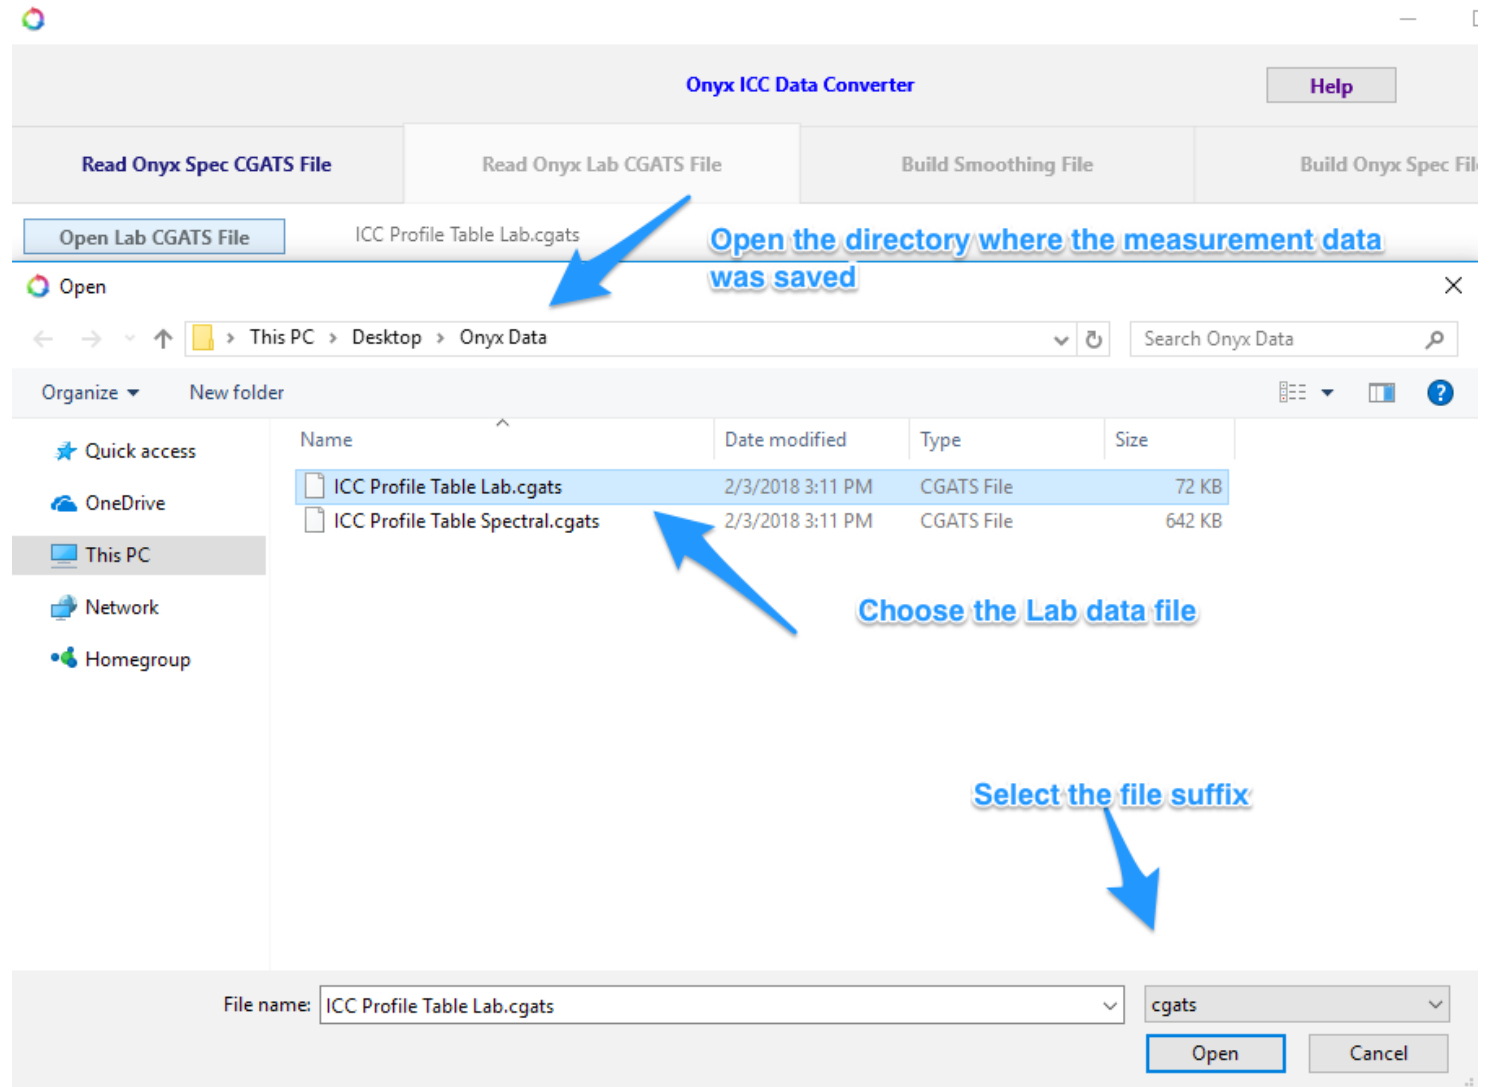 Onyx ICC Data Converter
Help
Read Onyx Spec CGATS File
Read Onyx Lab CGATS File
Build Smoothing File
Build Onyx Spec Fil
Open Lab CGATS File
ICC Profile Table Lab.cgats
Open the directory where the measurement data
was saved
Open
This PC > Desktop > Onyx Data
Search Onyx Data
Organize
New folder
Name
Date modified
Type
Size
Quick access
OneDrive
This PC
Network
Homegroup
ICC Profile Table Lab.cgats 2/3/2018 3:11 PM CGATS File 72 KB
ICC Profile Table Spectral.cgats 2/3/2018 3:11 PM CGATS File 642 KB
Choose the Lab data file
Select the file suffix
File name: ICC Profile Table Lab.cgats
cgats
Open
Cancel